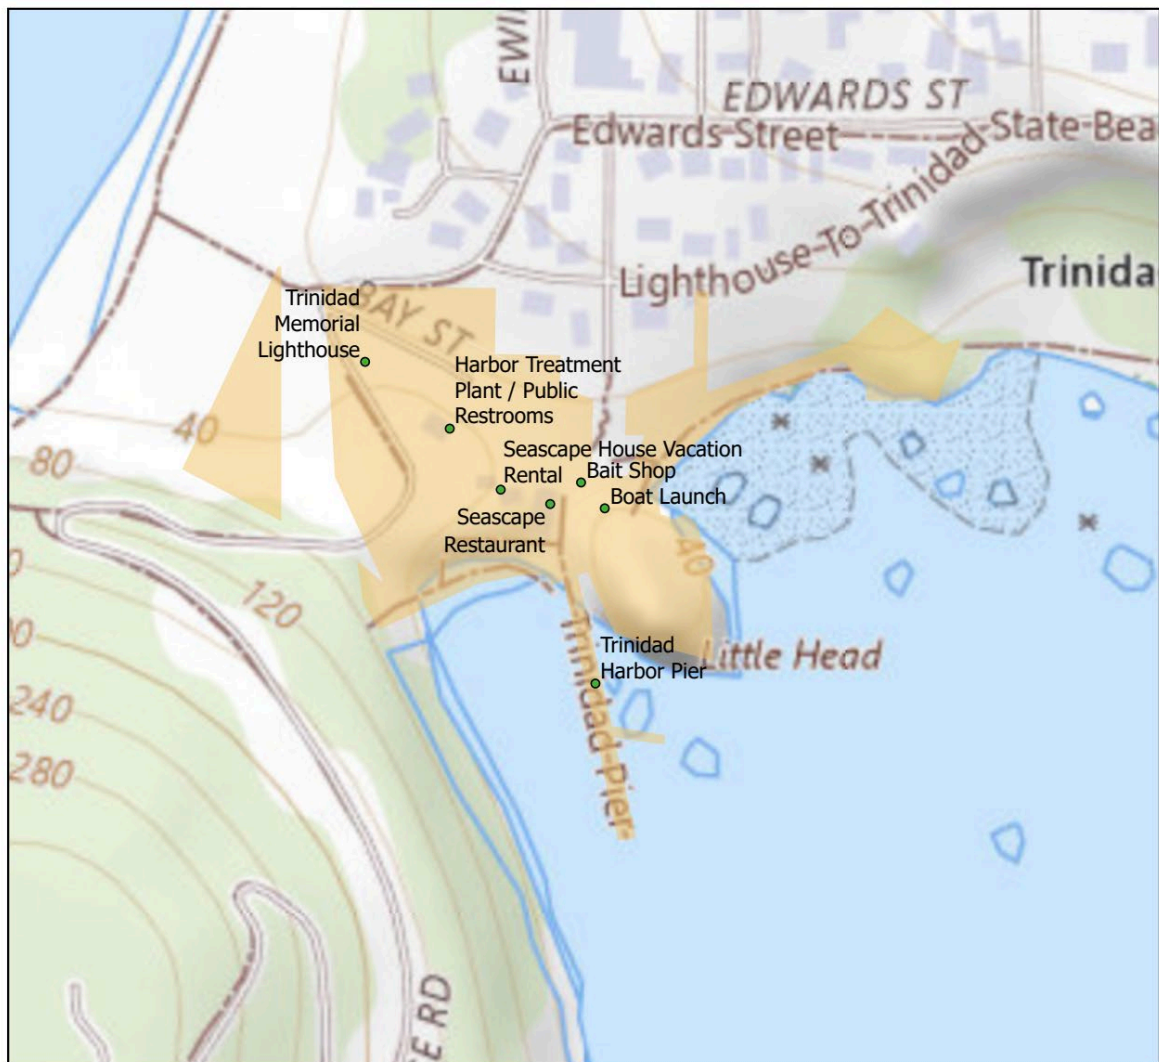 EWI
EDWARDS ST
Edwards Street
State Bea
Lighthouse-To-Trinidad
Trinida
BAY ST
Trinidad
Memorial
Lighthouse
Harbor Treatment
Plant / Public
Restrooms
40
80
Seascape House Vacation
Rental
Bait Shop
Boat Launch
Seascape
Restaurant
40
120
Trinidad
Harbor Pier
Little Head
Trinidad-Pier
240
280
RD